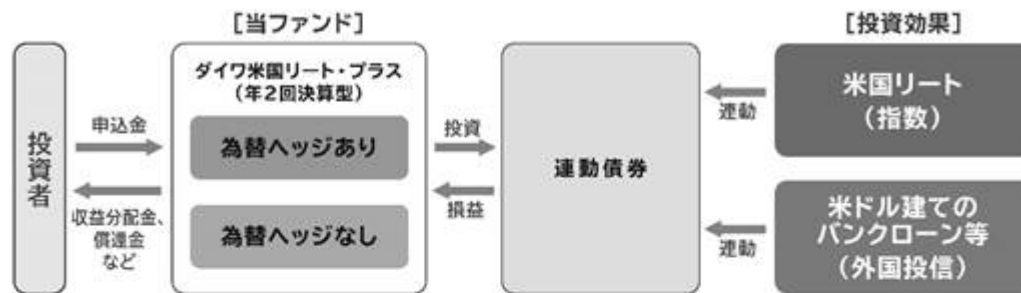 ［当ファンド］
［投資効果］
投資者
申込金
収益分配金、
償還金
など
ダイワ米国リート・プラス
（年2回決算型）
為替ヘッジあり
為替ヘッジなし
投資
損益
連動債券
連動
連動
米国リート
（指数）
米ドル建ての
バンクローン等
（外国投信）